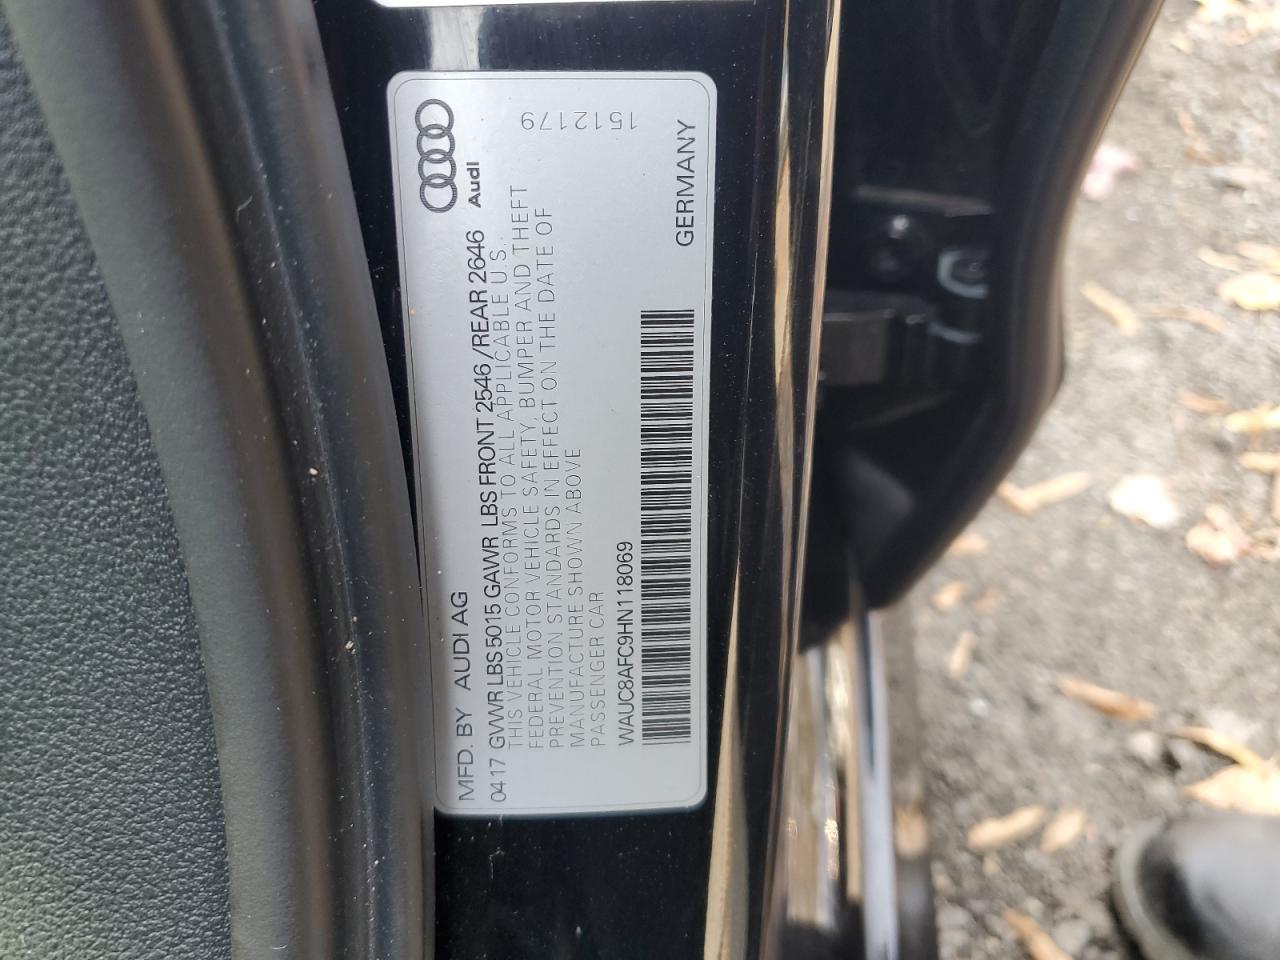 MFD. BY AUDI AG
Audi
0417 GVWR LBS 5015 GAWR LBS FRONT 2546 /REAR 2646
THIS VEHICLE CONFORMS TO ALL APPLICABLE U.S.
FEDERAL MOTOR VEHICLE SAFETY, BUMPER AND THEFT
PREVENTION STANDARDS IN EFFECT ON THE DATE OF
MANUFACTURE SHOWN ABOVE
PASSENGER CAR
WAUC8AFC9HN118069
1512179
GERMANY